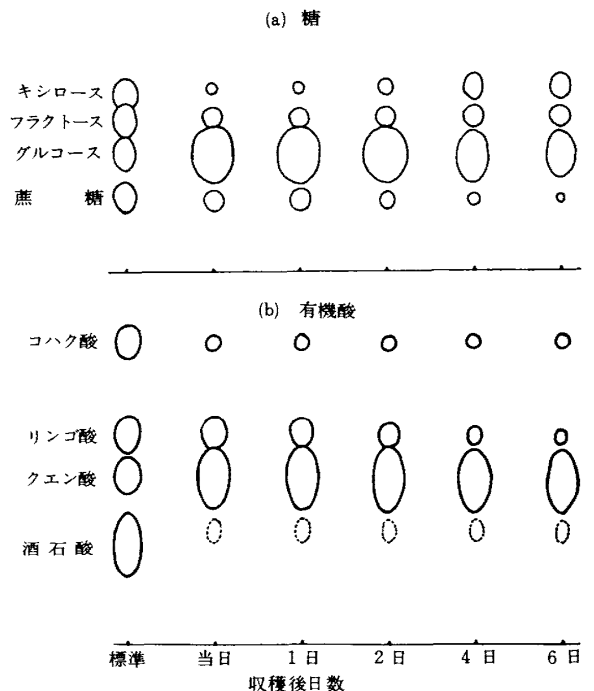 (a) 糖
キシロース
フラクトース
グルコース
蔗糖
(b) 有機酸
コハク酸
リンゴ酸
クエン酸
酒石酸
標準 当日 1日 2日 4日 6日
収穫後日数